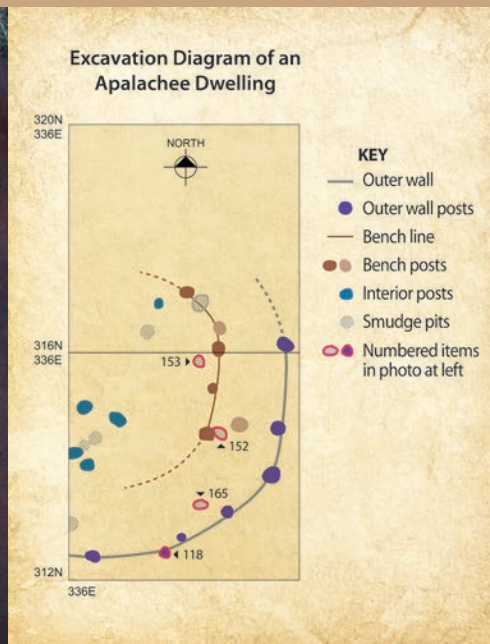 Excavation Diagram of an
Apalachee Dwelling
320N
336E
NORTH
316N
336E
153
152
165
118
312N
336E
KEY
Outer wall
Outer wall posts
Bench line
Bench posts
Interior posts
Smudge pits
Numbered items
in photo at left